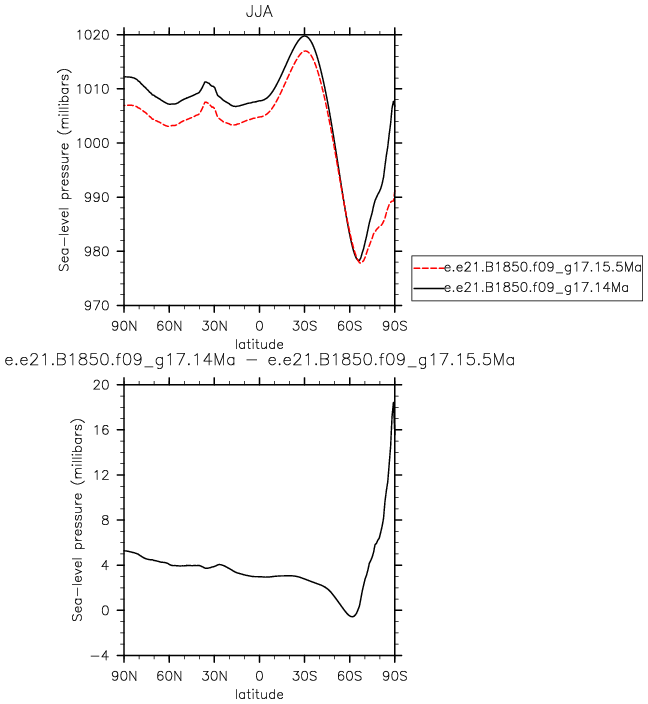 JJA
1020
1010
1000
990
980
970
Sea-level pressure (millibars)
90N 60N 30N 0 30S 60S 90S
latitude
e.e21.B1850.f09_g17.15.5Ma
e.e21.B1850.f09_g17.14Ma
e.e21.B1850.f09_g17.14Ma - e.e21.B1850.f09_g17.15.5Ma
20
16
12
8
4
0
-4
Sea-level pressure (millibars)
90N 60N 30N 0 30S 60S 90S
latitude